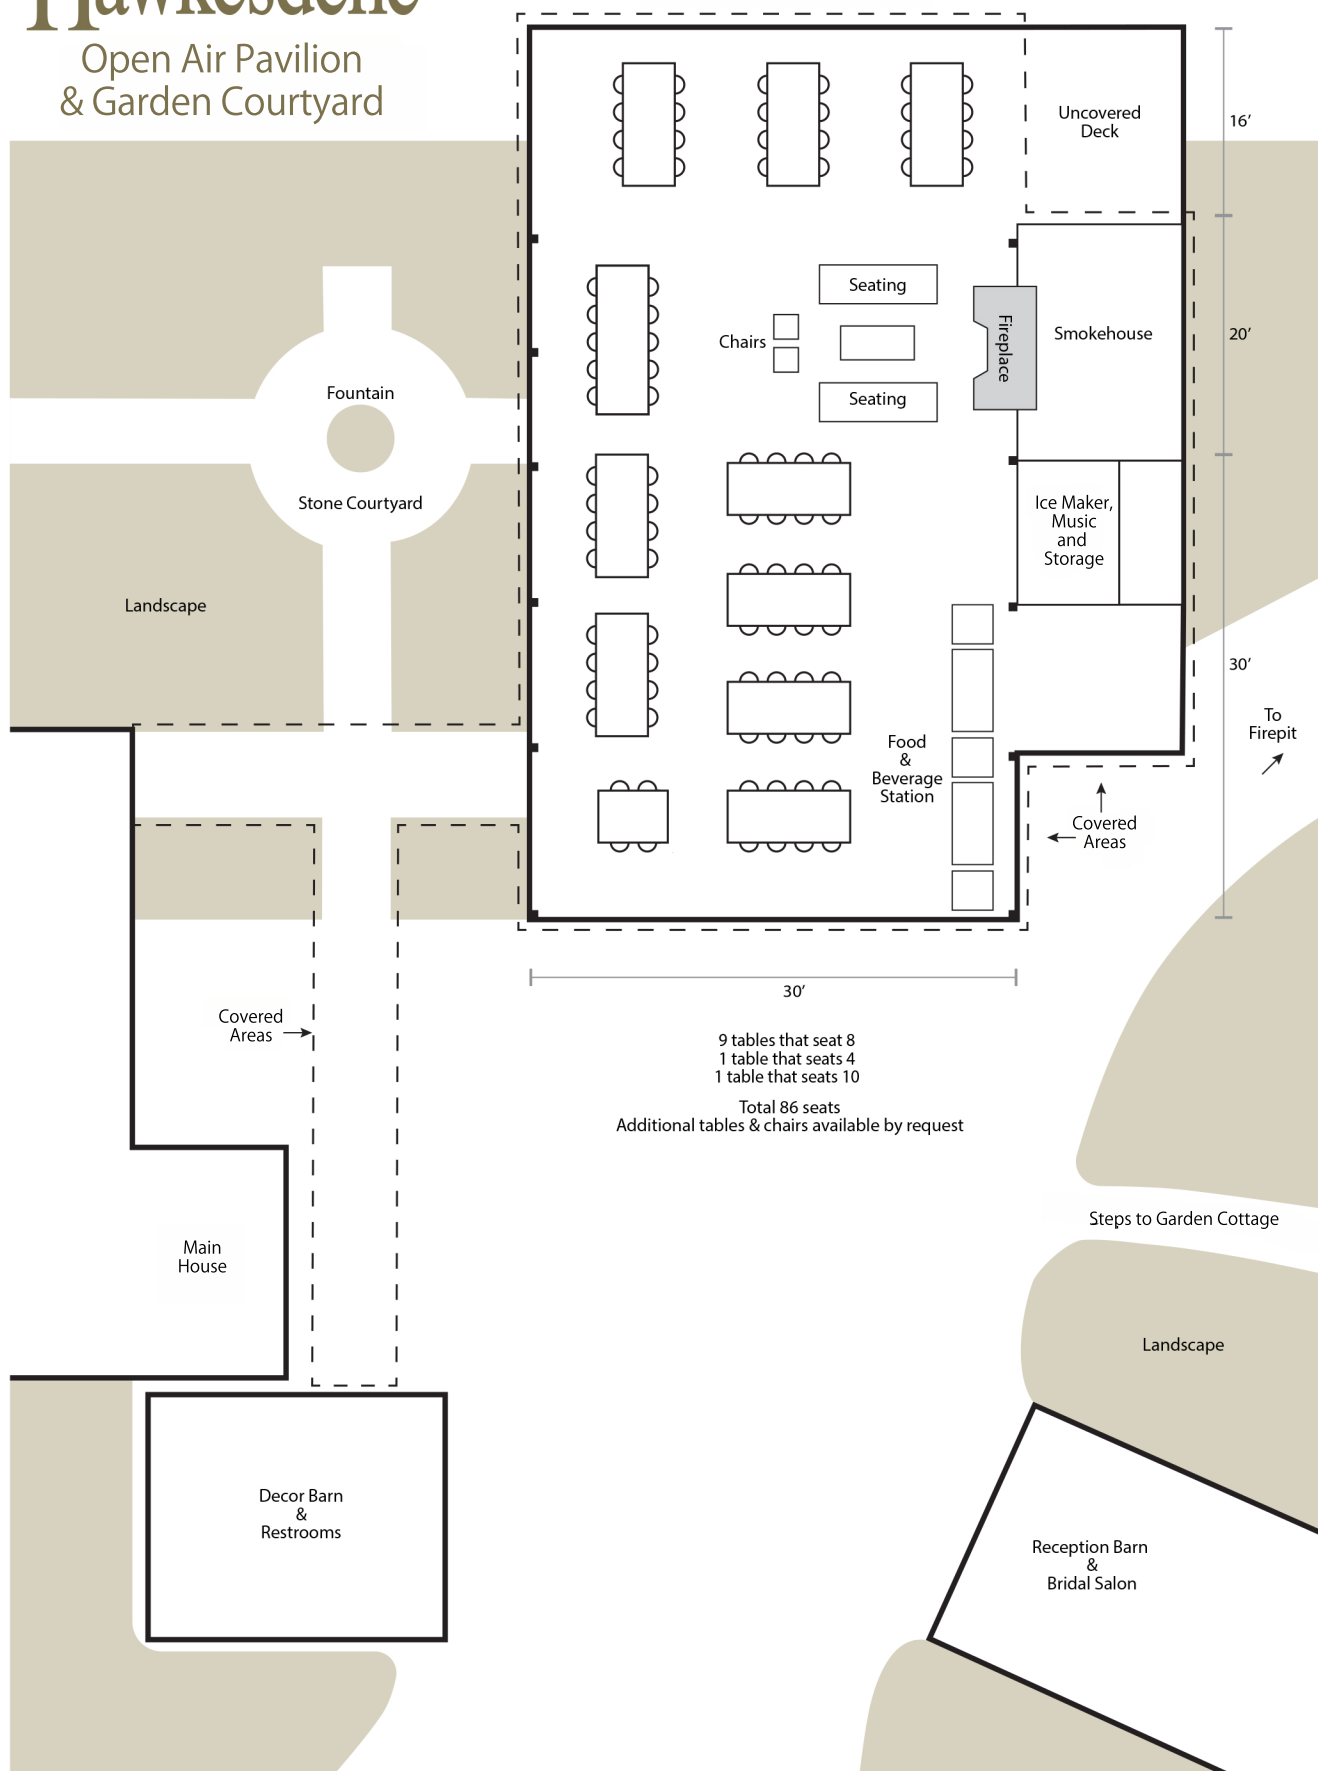 Hawkesdene
Open Air Pavilion
& Garden Courtyard
Uncovered
Deck
16’
Seating
Chairs
Fireplace
Smokehouse
20’
Seating
Fountain
Stone Courtyard
Ice Maker,
Music
and
Storage
Landscape
30’
To
Firepit
Food
&
Beverage
Station
Covered
Areas
30’
Covered
Areas
9 tables that seat 8
1 table that seats 4
1 table that seats 10
Total 86 seats
Additional tables & chairs available by request
Steps to Garden Cottage
Main
House
Landscape
Decor Barn
&
Restrooms
Reception Barn
&
Bridal Salon